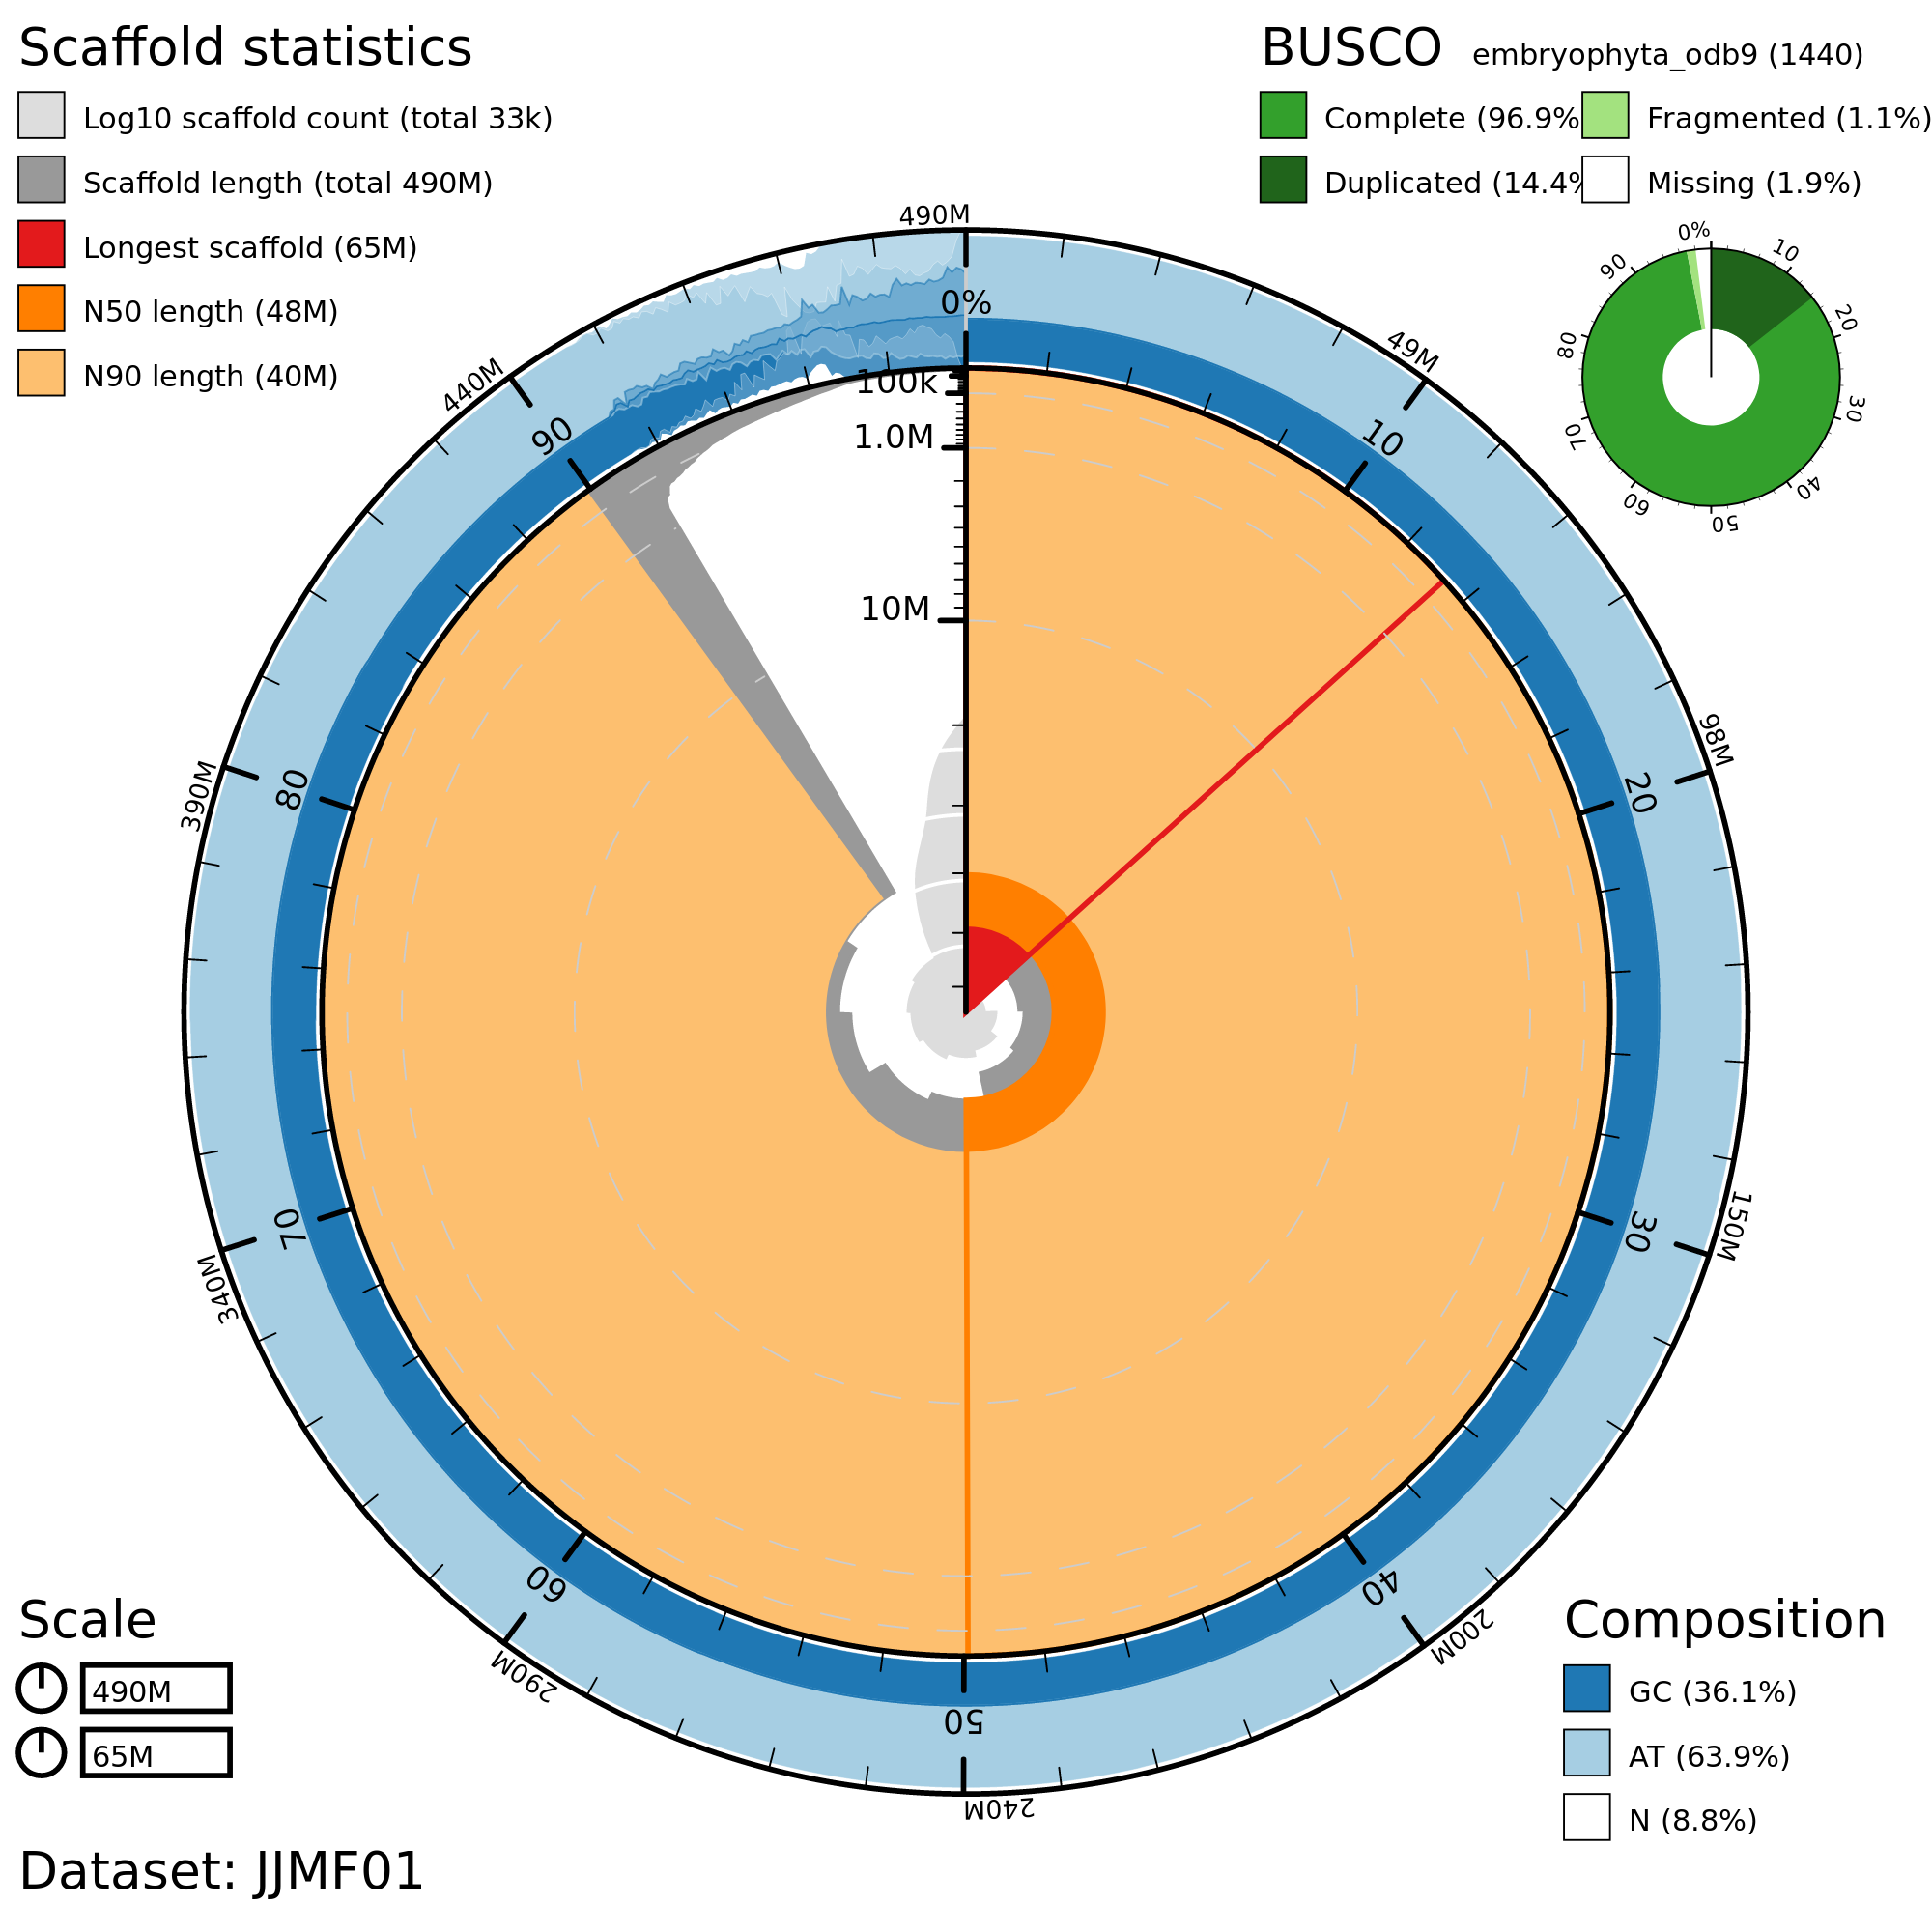 Scaffold statistics
Log10 scaffold count (total 33k)
Scaffold length (total 490M)
Longest scaffold (65M)
N50 length (48M)
N90 length (40M)
BUSCO embryophyta_odb9 (1440)
Complete (96.9%
Fragmented (1.1%)
Duplicated (14.4%
Missing (1.9%)
0%
10
20
30
40
50
60
70
80
90
490M
49M
98M
150M
200M
240M
290M
340M
390M
440M
0%
10
20
30
40
50
60
70
80
90
100k
1.0M
10M
Scale
490M
65M
Composition
GC (36.1%)
AT (63.9%)
N (8.8%)
Dataset: JJMF01